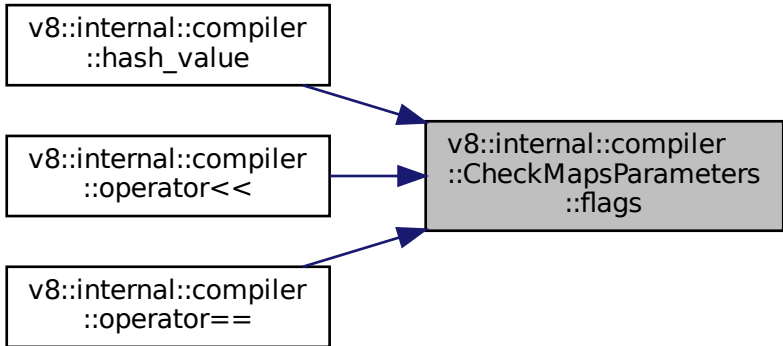 v8::internal::compiler
::hash_value
v8::internal::compiler
::operator<<
v8::internal::compiler
::operator==
v8::internal::compiler
::CheckMapsParameters
::flags